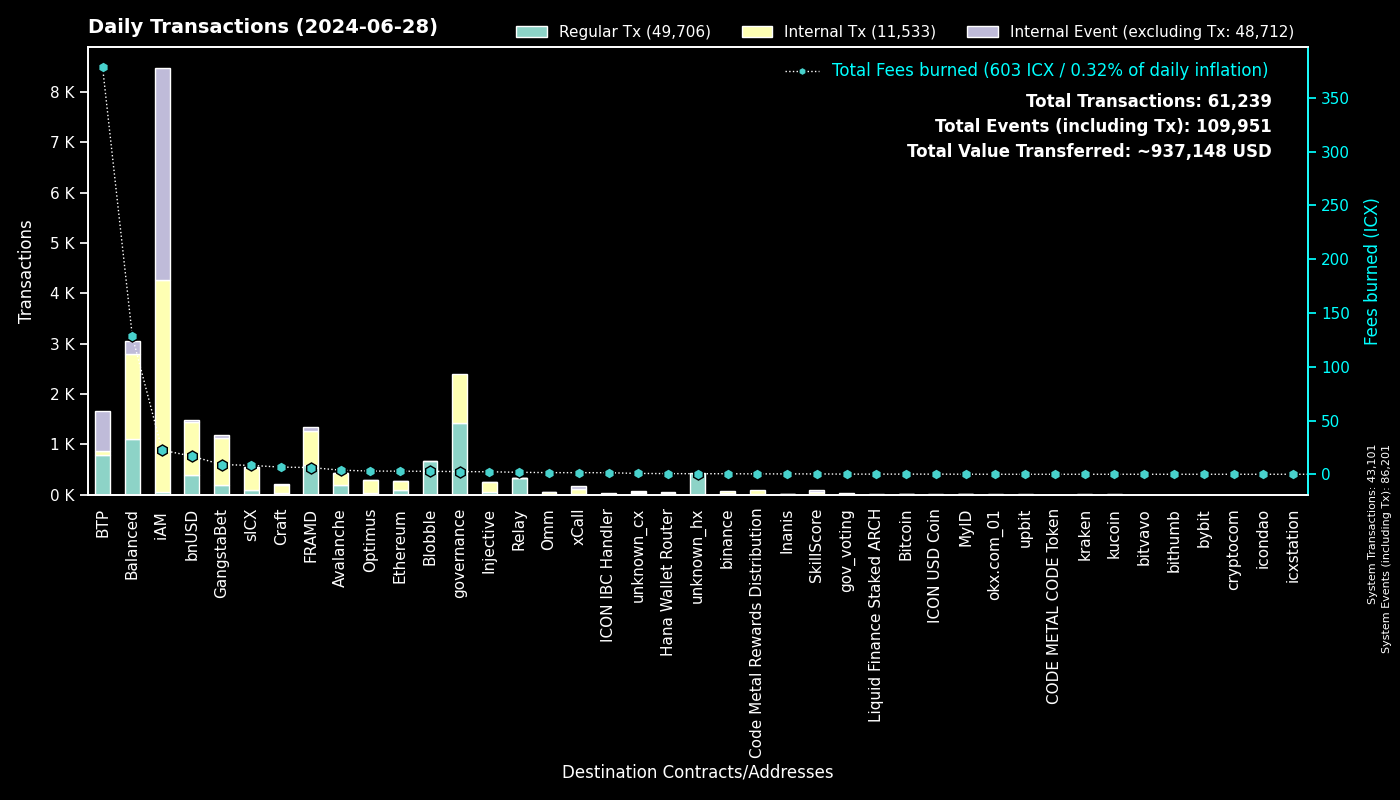 Daily Transactions (2024-06-28)
Regular Tx (49,706)
Internal Tx (11,533)
Internal Event (excluding Tx: 48,712)
Total Fees burned (603 ICX / 0.32% of daily inflation)
Total Transactions: 61,239
Total Events (including Tx): 109,951
Total Value Transferred: ~937,148 USD
Transactions
8 K
7 K
6 K
5 K
4 K
3 K
2 K
1 K
0 K
350
300
250
200
150
100
50
0
Fees burned (ICX)
BTP
Balanced
iAM
bnUSD
GangstaBet
sICX
Craft
FRAMD
Avalanche
Optimus
Ethereum
Blobble
governance
Injective
Relay
Omm
xCall
ICON IBC Handler
unknown_cx
Hana Wallet Router
unknown_hx
binance
Code Metal Rewards Distribution
Inanis
SkillScore
gov_voting
Liquid Finance Staked ARCH
Bitcoin
ICON USD Coin
MyID
okx.com_01
upbit
CODE METAL CODE Token
kraken
kucoin
bitvavo
bithumb
bybit
cryptocom
icondao
icxstation
Destination Contracts/Addresses
System Transactions: 43,101
System Events (including Tx): 86,201